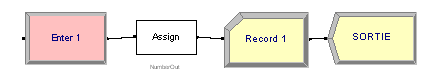 Enter 1
Assign
Record 1
SORTIE
NumberOut